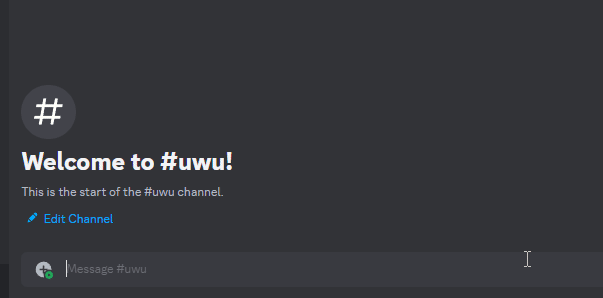 #
Welcome to #uwu!
This is the start of the #uwu channel.
Edit Channel
Message #uwu